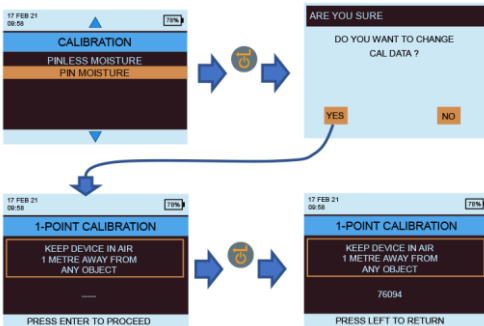 17 FEB 21
09:58
78%
CALIBRATION
PINLESS MOISTURE
PIN MOISTURE
ARE YOU SURE
DO YOU WANT TO CHANGE
CAL DATA ?
YES
NO
17 FEB 21
09:58
78%
1-POINT CALIBRATION
KEEP DEVICE IN AIR
1 METRE AWAY FROM
ANY OBJECT
----
PRESS ENTER TO PROCEED
17 FEB 21
09:58
78%
1-POINT CALIBRATION
KEEP DEVICE IN AIR
1 METRE AWAY FROM
ANY OBJECT
76094
PRESS LEFT TO RETURN